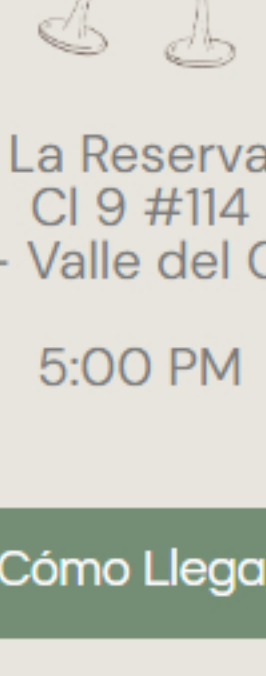 La Reserva
Cl 9 #114
- Valle del C
5:00 PM
Cómo Llega